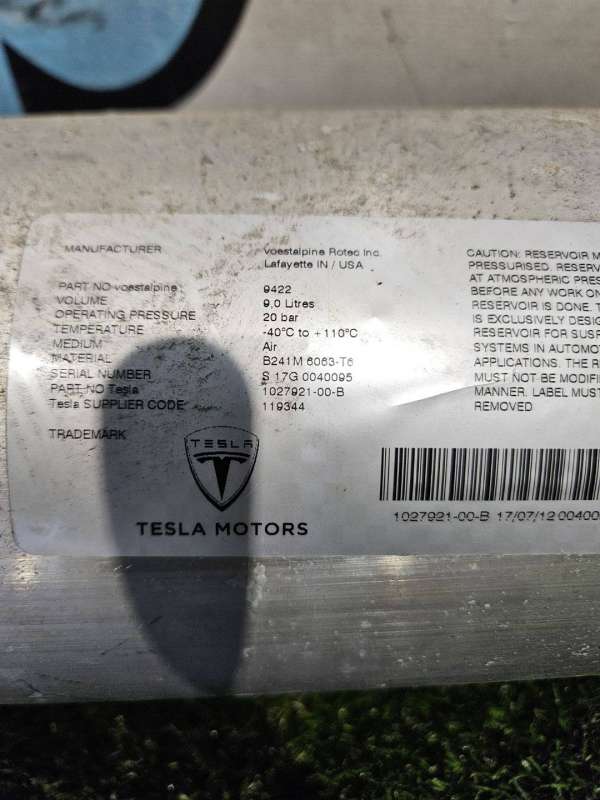 MANUFACTURER voestalpine Rotec Inc.
Lafayette IN / USA
PART NO voestalpine 9422
VOLUME 9,0 Litres
OPERATING PRESSURE 20 bar
TEMPERATURE -40°C to +110°C
MEDIUM Air
MATERIAL B241M 6063-T6
SERIAL NUMBER S 17G 0040095
PART NO Tesla 1027921-00-B
Tesla SUPPLIER CODE 119344
TRADEMARK
TESLA
TESLA MOTORS
CAUTION: RESERVOIR M
PRESSURISED. RESERV
AT ATMOSPHERIC PRES
BEFORE ANY WORK ON
RESERVOIR IS DONE. T
IS EXCLUSIVELY DESIG
RESERVOIR FOR SUSP
SYSTEMS IN AUTOMOT
APPLICATIONS. THE RE
MUST NOT BE MODIFI
MANNER. LABEL MUST
REMOVED
1027921-00-B 17/07/12 00400